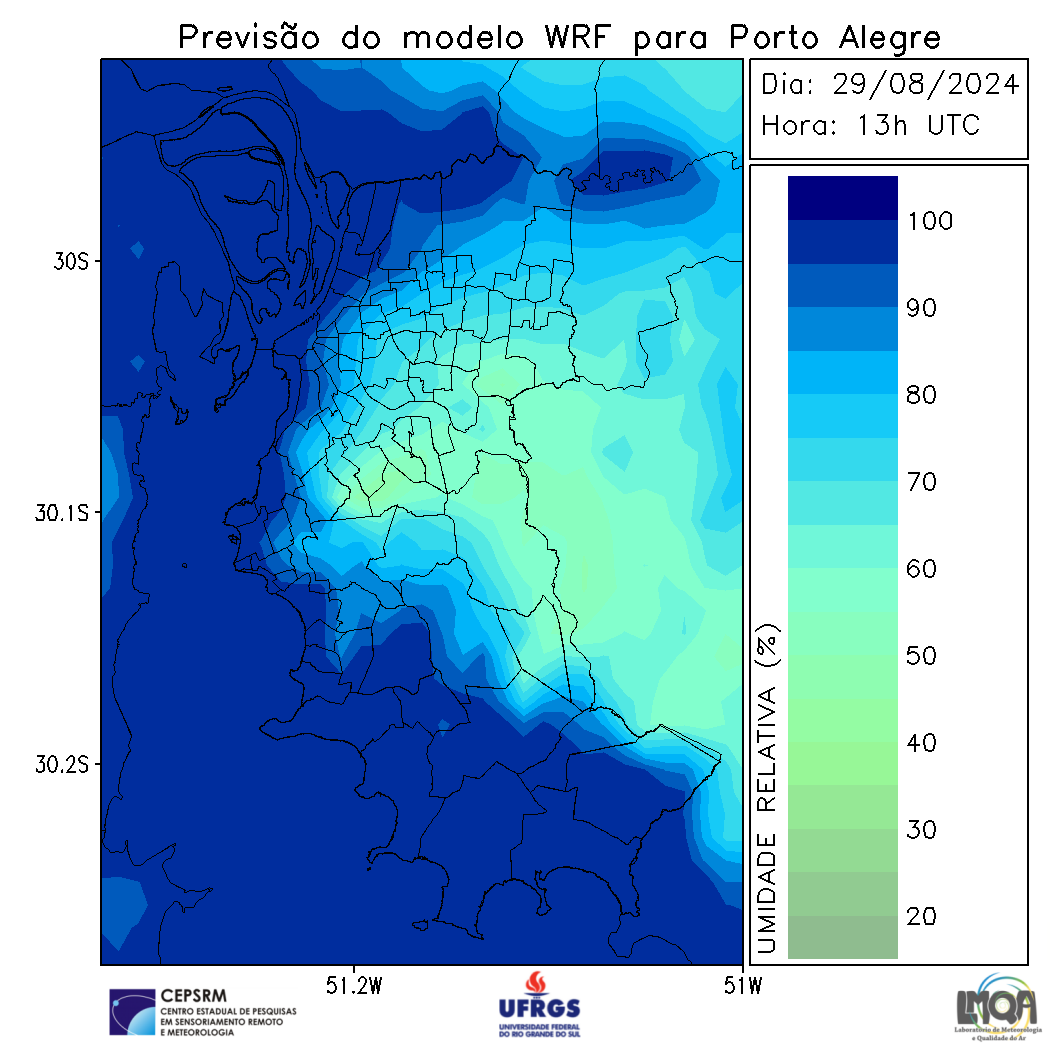 Previsão do modelo WRF para Porto Alegre
Dia: 29/08/2024
Hora: 13h UTC
100
90
80
70
60
50
40
30
20
UMIDADE RELATIVA (%)
30S
30.1S
30.2S
51.2W
51W
CEPSRM
CENTRO ESTADUAL DE PESQUISAS
EM SENSORIAMENTO REMOTO
E METEOROLOGIA
UFRGS
UNIVERSIDADE FEDERAL
DO RIO GRANDE DO SUL
LMQA
Laboratório de Meteorologia
e Qualidade do Ar